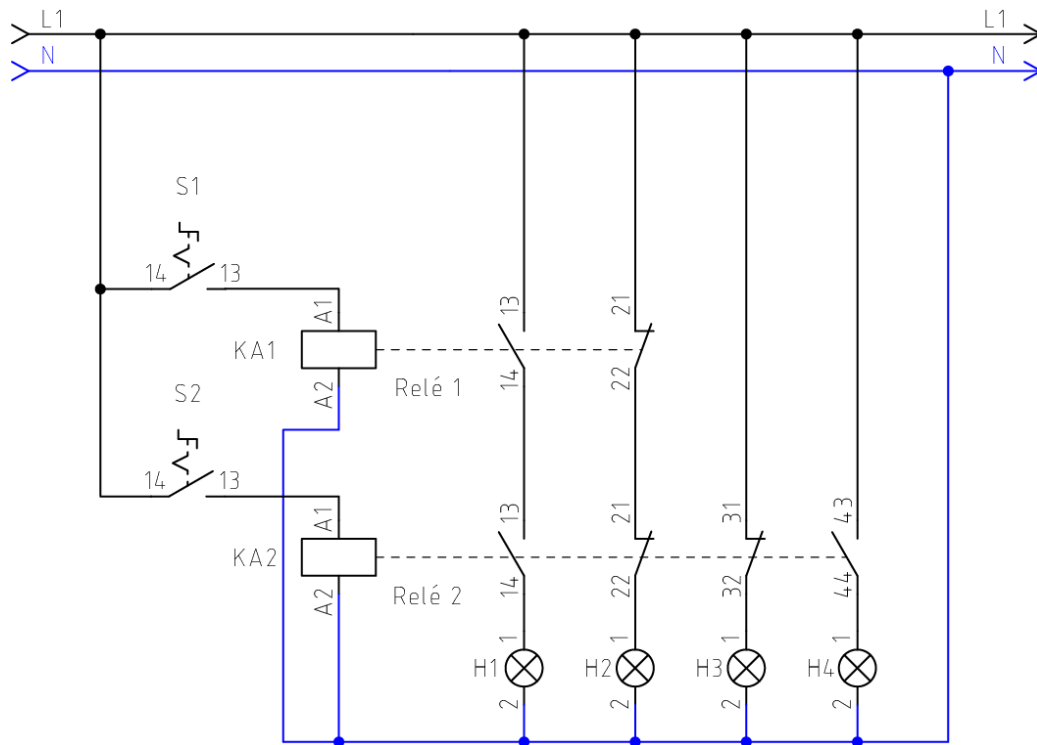 L1 L1
N N
S1
14 13
A1 13 21
KA1
Relé 1
A2 14 22
S2
14 13
A1 13 21 31 43
KA2
Relé 2
A2 14 22 32 44
1 1 1 1
H1 H2 H3 H4
2 2 2 2